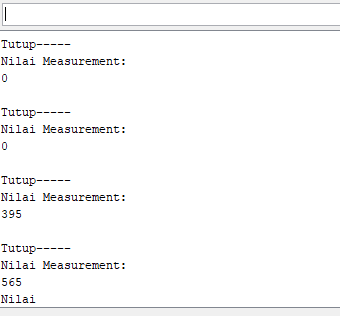 Tutup-----
Nilai Measurement:
0
Tutup-----
Nilai Measurement:
0
Tutup-----
Nilai Measurement:
395
Tutup-----
Nilai Measurement:
565
Nilai